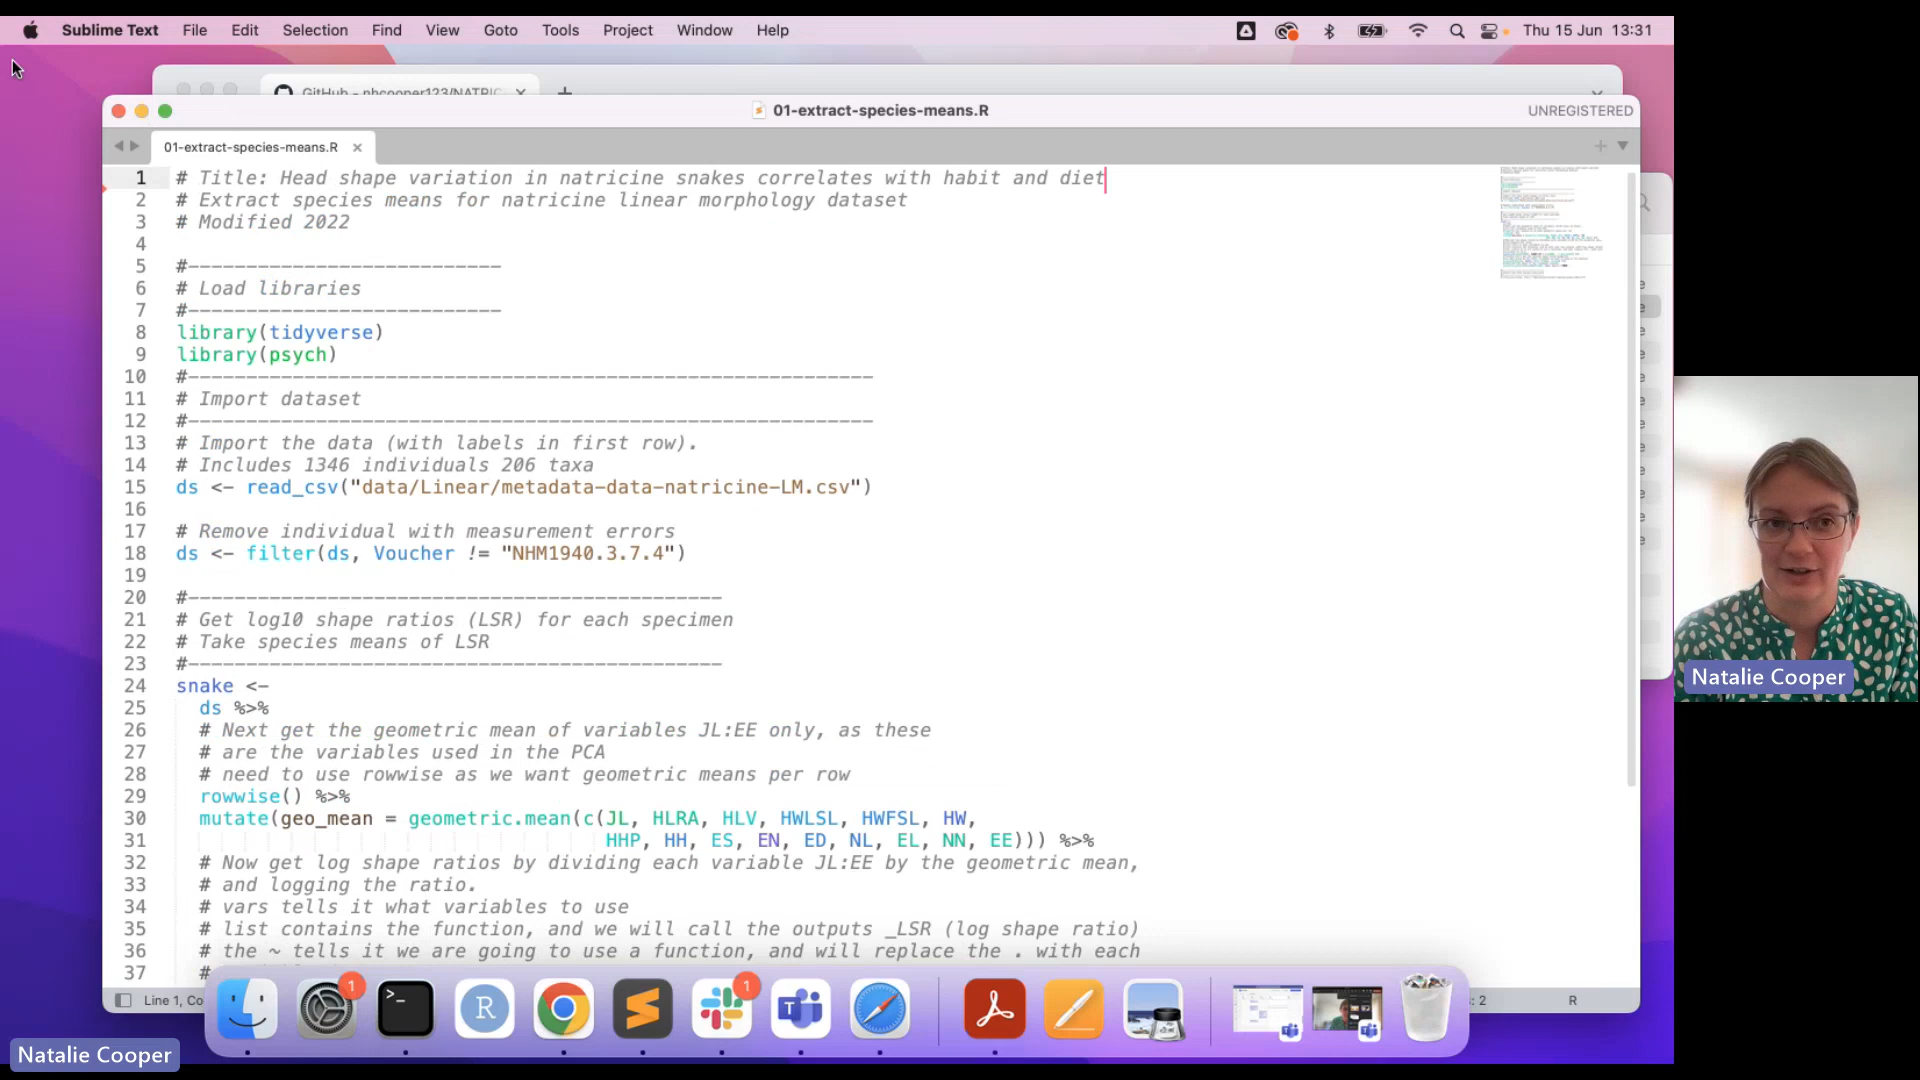 Sublime Text File Edit Selection Find View Goto Tools Project Window Help Thu 15 Jun 13:31
GitHub - nhcooper123/NATRIC
01-extract-species-means.R
UNREGISTERED
01-extract-species-means.R
1 # Title: Head shape variation in natricine snakes correlates with habit and diet
2 # Extract species means for natricine linear morphology dataset
3 # Modified 2022
4
5 #---------------------------
6 # Load libraries
7 #---------------------------
8 library(tidyverse)
9 library(psych)
10 #-----------------------------------------------------------
11 # Import dataset
12 #-----------------------------------------------------------
13 # Import the data (with labels in first row).
14 # Includes 1346 individuals 206 taxa
15 ds <- read_csv("data/Linear/metadata-data-natricine-LM.csv")
16
17 # Remove individual with measurement errors
18 ds <- filter(ds, Voucher != "NHM1940.3.7.4")
19
20 #----------------------------------------------
21 # Get log10 shape ratios (LSR) for each specimen
22 # Take species means of LSR
23 #----------------------------------------------
24 snake <-
25 ds %>%
26 # Next get the geometric mean of variables JL:EE only, as these
27 # are the variables used in the PCA
28 # need to use rowwise as we want geometric means per row
29 rowwise() %>%
30 mutate(geo_mean = geometric.mean(c(JL, HLRA, HLV, HWLSL, HWFSL, HW,
31 HHP, HH, ES, EN, ED, NL, EL, NN, EE))) %>%
32 # Now get log shape ratios by dividing each variable JL:EE by the geometric mean,
33 # and logging the ratio.
34 # vars tells it what variables to use
35 # list contains the function, and we will call the outputs _LSR (log shape ratio)
36 # the ~ tells it we are going to use a function, and will replace the . with each
37 #
Line 1, Co
: 2
R
1
1
Natalie Cooper
Natalie Cooper